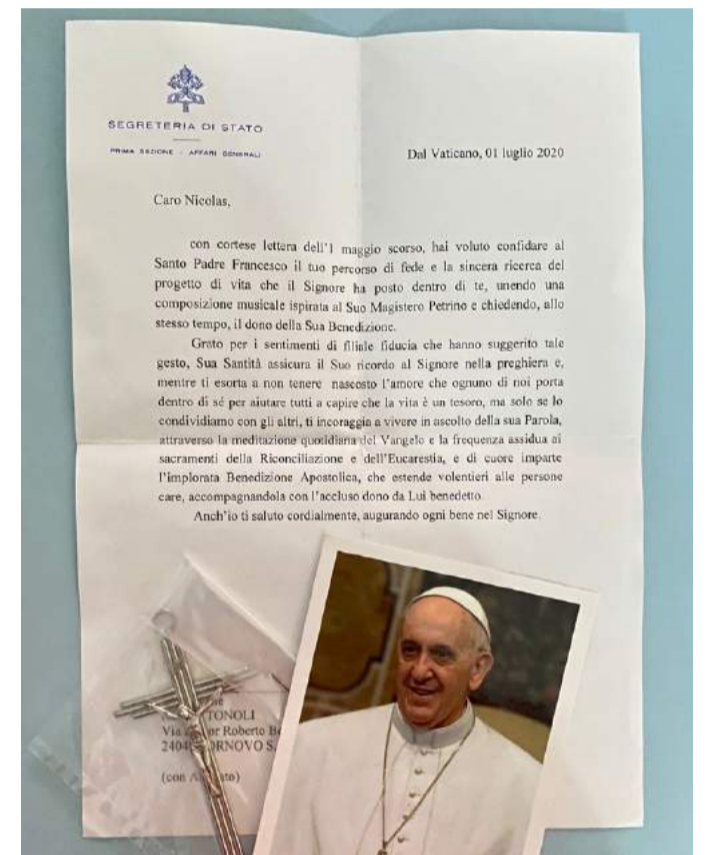 SEGRETERIA DI STATO
PRIMA SEZIONE - AFFARI GENERALI
Dal Vaticano, 01 luglio 2020
Caro Nicolas,
con cortese lettera dell'1 maggio scorso, hai voluto confidare al
Santo Padre Francesco il tuo percorso di fede e la sincera ricerca del
progetto di vita che il Signore ha posto dentro di te, unendo una
composizione musicale ispirata al Suo Magistero Petrino e chiedendo, allo
stesso tempo, il dono della Sua Benedizione.
Grato per i sentimenti di filiale fiducia che hanno suggerito tale
gesto, Sua Santità assicura il Suo ricordo al Signore nella preghiera e,
mentre ti esorta a non tenere nascosto l'amore che ognuno di noi porta
dentro di sé per aiutare tutti a capire che la vita è un tesoro, ma solo se lo
condividiamo con gli altri, ti incoraggia a vivere in ascolto della sua Parola,
attraverso la meditazione quotidiana del Vangelo e la frequenza assidua ai
sacramenti della Riconciliazione e dell'Eucarestia, e di cuore imparte
l'implorata Benedizione Apostolica, che estende volentieri alle persone
care, accompagnandola con l'accluso dono da Lui benedetto.
Anch'io ti saluto cordialmente, augurando ogni bene nel Signore.
TONOLI
Via or Roberto
ORNOVO S.
(con